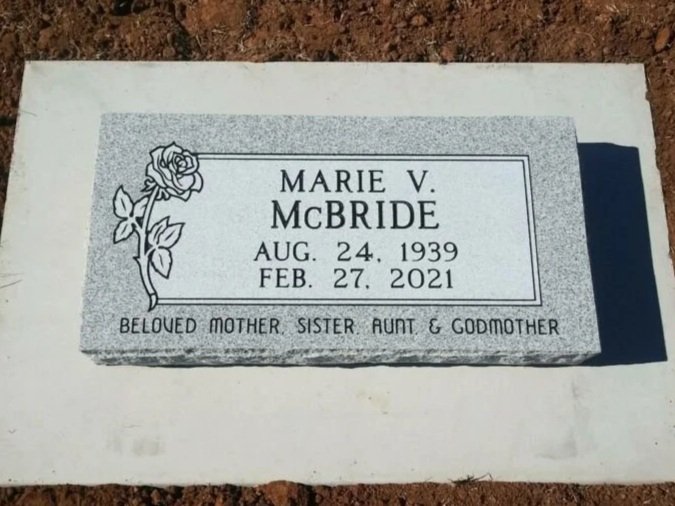 MARIE V.
McBRIDE
AUG. 24, 1939
FEB. 27, 2021
BELOVED MOTHER, SISTER, AUNT & GODMOTHER